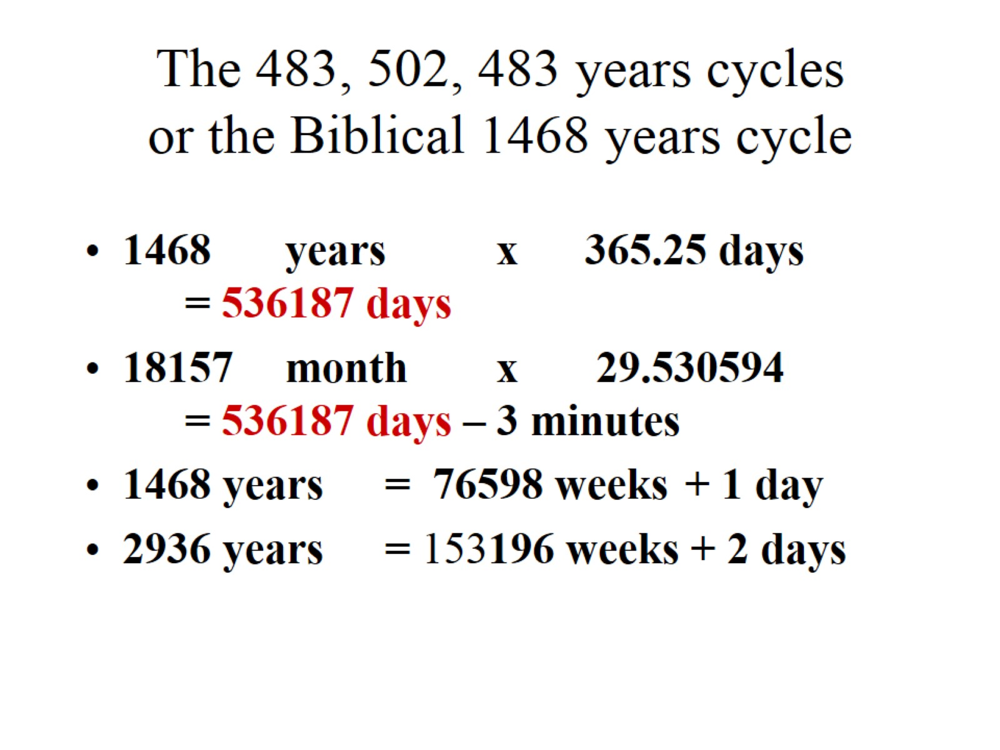 The 483, 502, 483 years cycles
or the Biblical 1468 years cycle
• 1468 years x 365.25 days
= 536187 days
• 18157 month x 29.530594
= 536187 days – 3 minutes
• 1468 years = 76598 weeks + 1 day
• 2936 years = 153196 weeks + 2 days